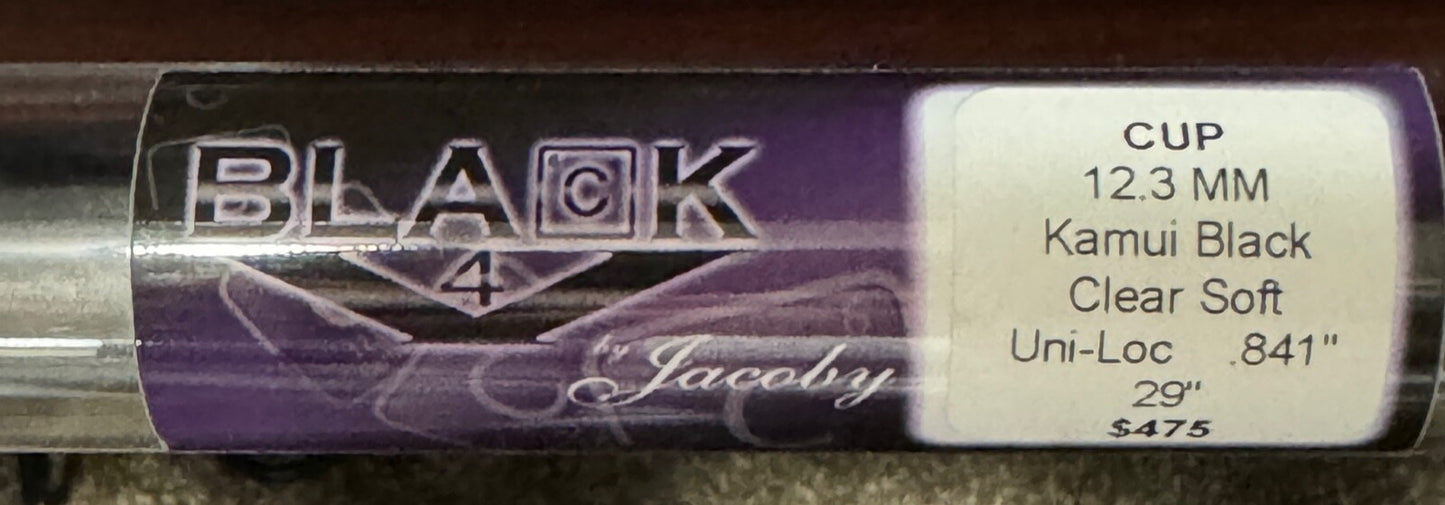 BLACK
4
by Jacoby
CUP
12.3 MM
Kamui Black
Clear Soft
Uni-Loc .841"
29"
$475